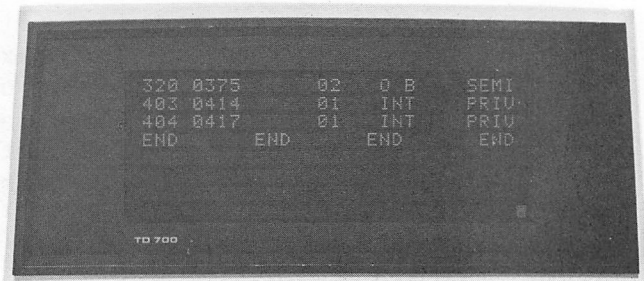 320 0375 02 O B SEMI
403 0414 01 INT PRIV
404 0417 01 INT PRIV
END END END END
TD 700